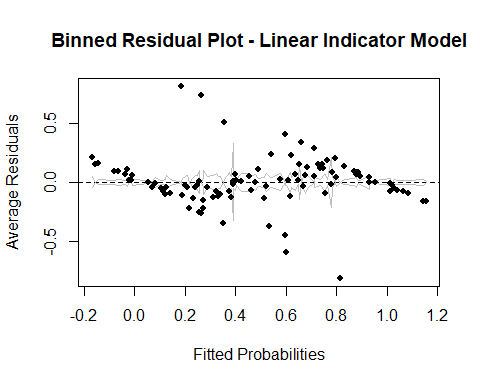 Binned Residual Plot - Linear Indicator Model
Average Residuals
0.5
0.0
-0.5
-0.2 0.0 0.2 0.4 0.6 0.8 1.0 1.2
Fitted Probabilities